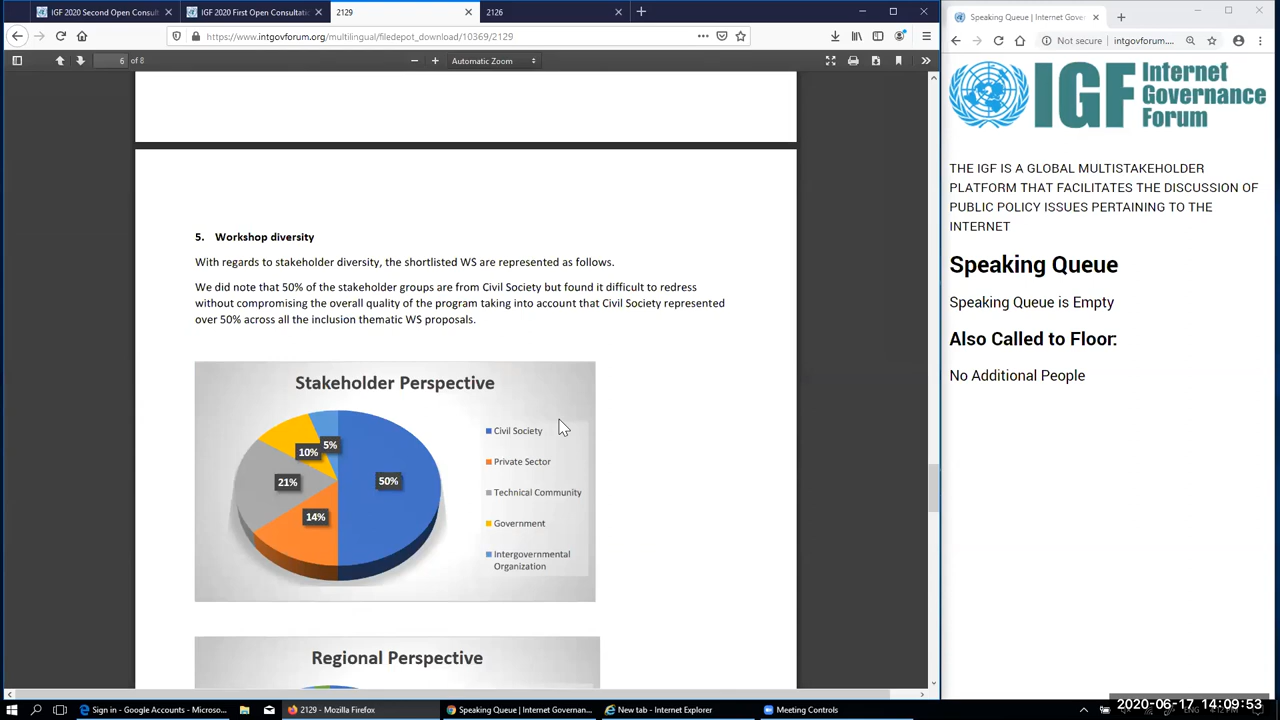 IGF 2020 Second Open Consult
IGF 2020 First Open Consultati
2129
2126
https://www.intgovforum.org/multilingual/filedepot_download/10369/2129
6 of 8
Automatic Zoom
5. Workshop diversity
With regards to stakeholder diversity, the shortlisted WS are represented as follows.
We did note that 50% of the stakeholder groups are from Civil Society but found it difficult to redress
without compromising the overall quality of the program taking into account that Civil Society represented
over 50% across all the inclusion thematic WS proposals.
Stakeholder Perspective
5%
10%
21%
50%
14%
Civil Society
Private Sector
Technical Community
Government
Intergovernmental
Organization
Regional Perspective
Speaking Queue | Internet Gove
Not secure
intgovforum....
IGF
Internet
Governance
Forum
THE IGF IS A GLOBAL MULTISTAKEHOLDER
PLATFORM THAT FACILITATES THE DISCUSSION OF
PUBLIC POLICY ISSUES PERTAINING TO THE
INTERNET
Speaking Queue
Speaking Queue is Empty
Also Called to Floor:
No Additional People
Sign in - Google Accounts - Mozilla...
2129 - Mozilla Firefox
Speaking Queue | Internet Governan...
New tab - Internet Explorer
Meeting Controls
2020-06-17 14:09:53